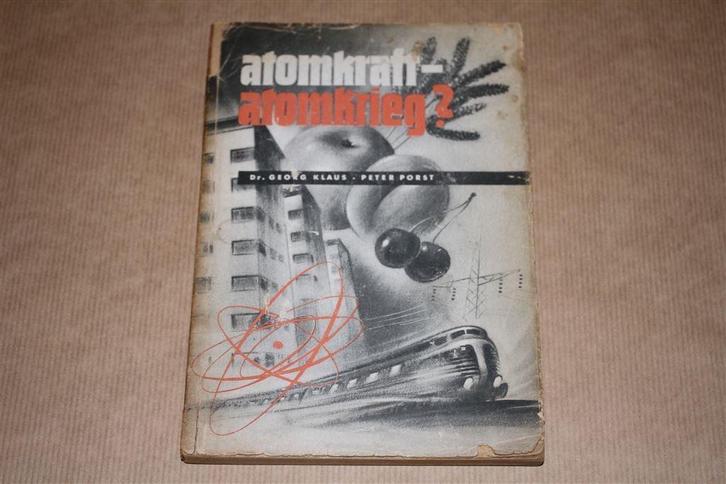 atomkraft–
atomkrieg?
Dr. GEORG KLAUS - PETER PORST